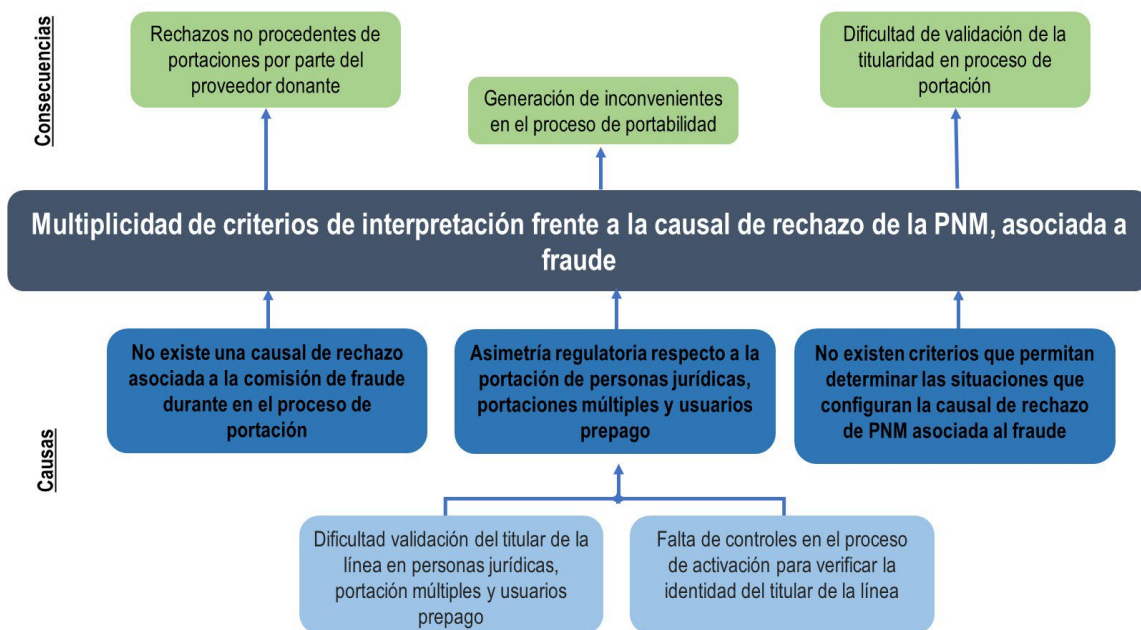 Consecuencias
Rechazos no procedentes de
portaciones por parte del
proveedor donante
Generación de inconvenientes
en el proceso de portabilidad
Dificultad de validación de la
titularidad en proceso de
portación
Multiplicidad de criterios de interpretación frente a la causal de rechazo de la PNM, asociada a
fraude
Causas
No existe una causal de rechazo
asociada a la comisión de fraude
durante en el proceso de
portación
Asimetría regulatoria respecto a la
portación de personas jurídicas,
portaciones múltiples y usuarios
prepago
No existen criterios que permitan
determinar las situaciones que
configuran la causal de rechazo
de PNM asociada al fraude
Dificultad validación del titular de la
línea en personas jurídicas,
portación múltiples y usuarios
prepago
Falta de controles en el proceso
de activación para verificar la
identidad del titular de la línea